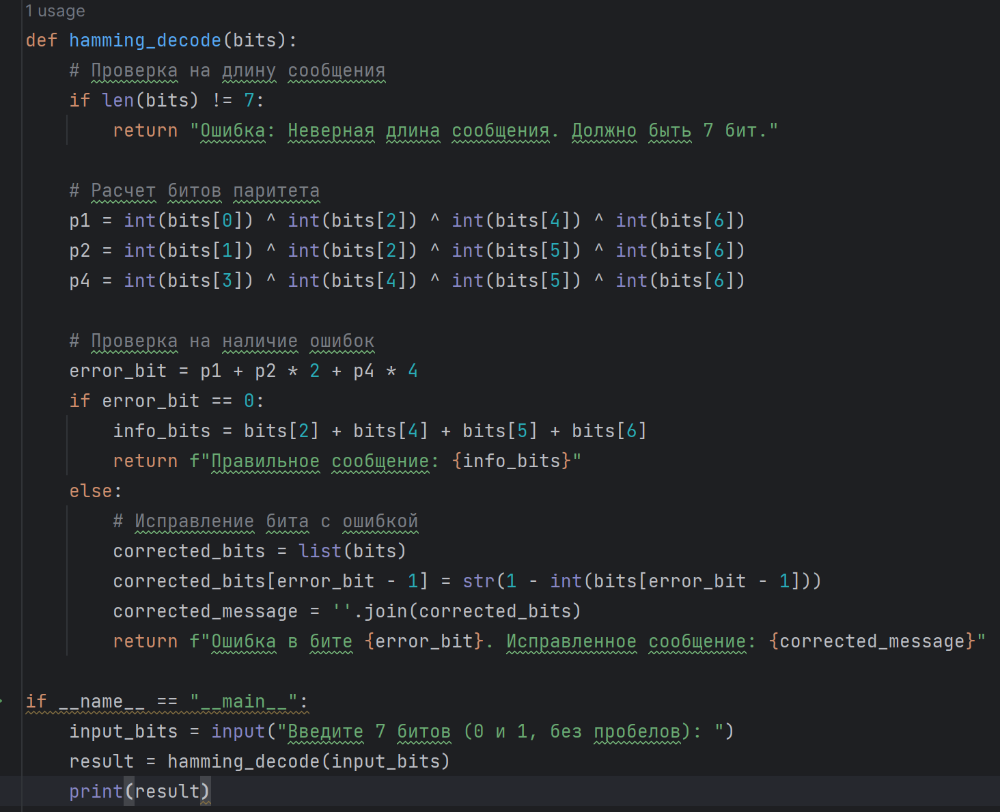 1 usage
def hamming_decode(bits):
    # Проверка на длину сообщения
    if len(bits) != 7:
        return "Ошибка: Неверная длина сообщения. Должно быть 7 бит."

    # Расчет битов паритета
    p1 = int(bits[0]) ^ int(bits[2]) ^ int(bits[4]) ^ int(bits[6])
    p2 = int(bits[1]) ^ int(bits[2]) ^ int(bits[5]) ^ int(bits[6])
    p4 = int(bits[3]) ^ int(bits[4]) ^ int(bits[5]) ^ int(bits[6])

    # Проверка на наличие ошибок
    error_bit = p1 + p2 * 2 + p4 * 4
    if error_bit == 0:
        info_bits = bits[2] + bits[4] + bits[5] + bits[6]
        return f"Правильное сообщение: {info_bits}"
    else:
        # Исправление бита с ошибкой
        corrected_bits = list(bits)
        corrected_bits[error_bit - 1] = str(1 - int(bits[error_bit - 1]))
        corrected_message = ''.join(corrected_bits)
        return f"Ошибка в бите {error_bit}. Исправленное сообщение: {corrected_message}"

if __name__ == "__main__":
    input_bits = input("Введите 7 битов (0 и 1, без пробелов): ")
    result = hamming_decode(input_bits)
    print(result)